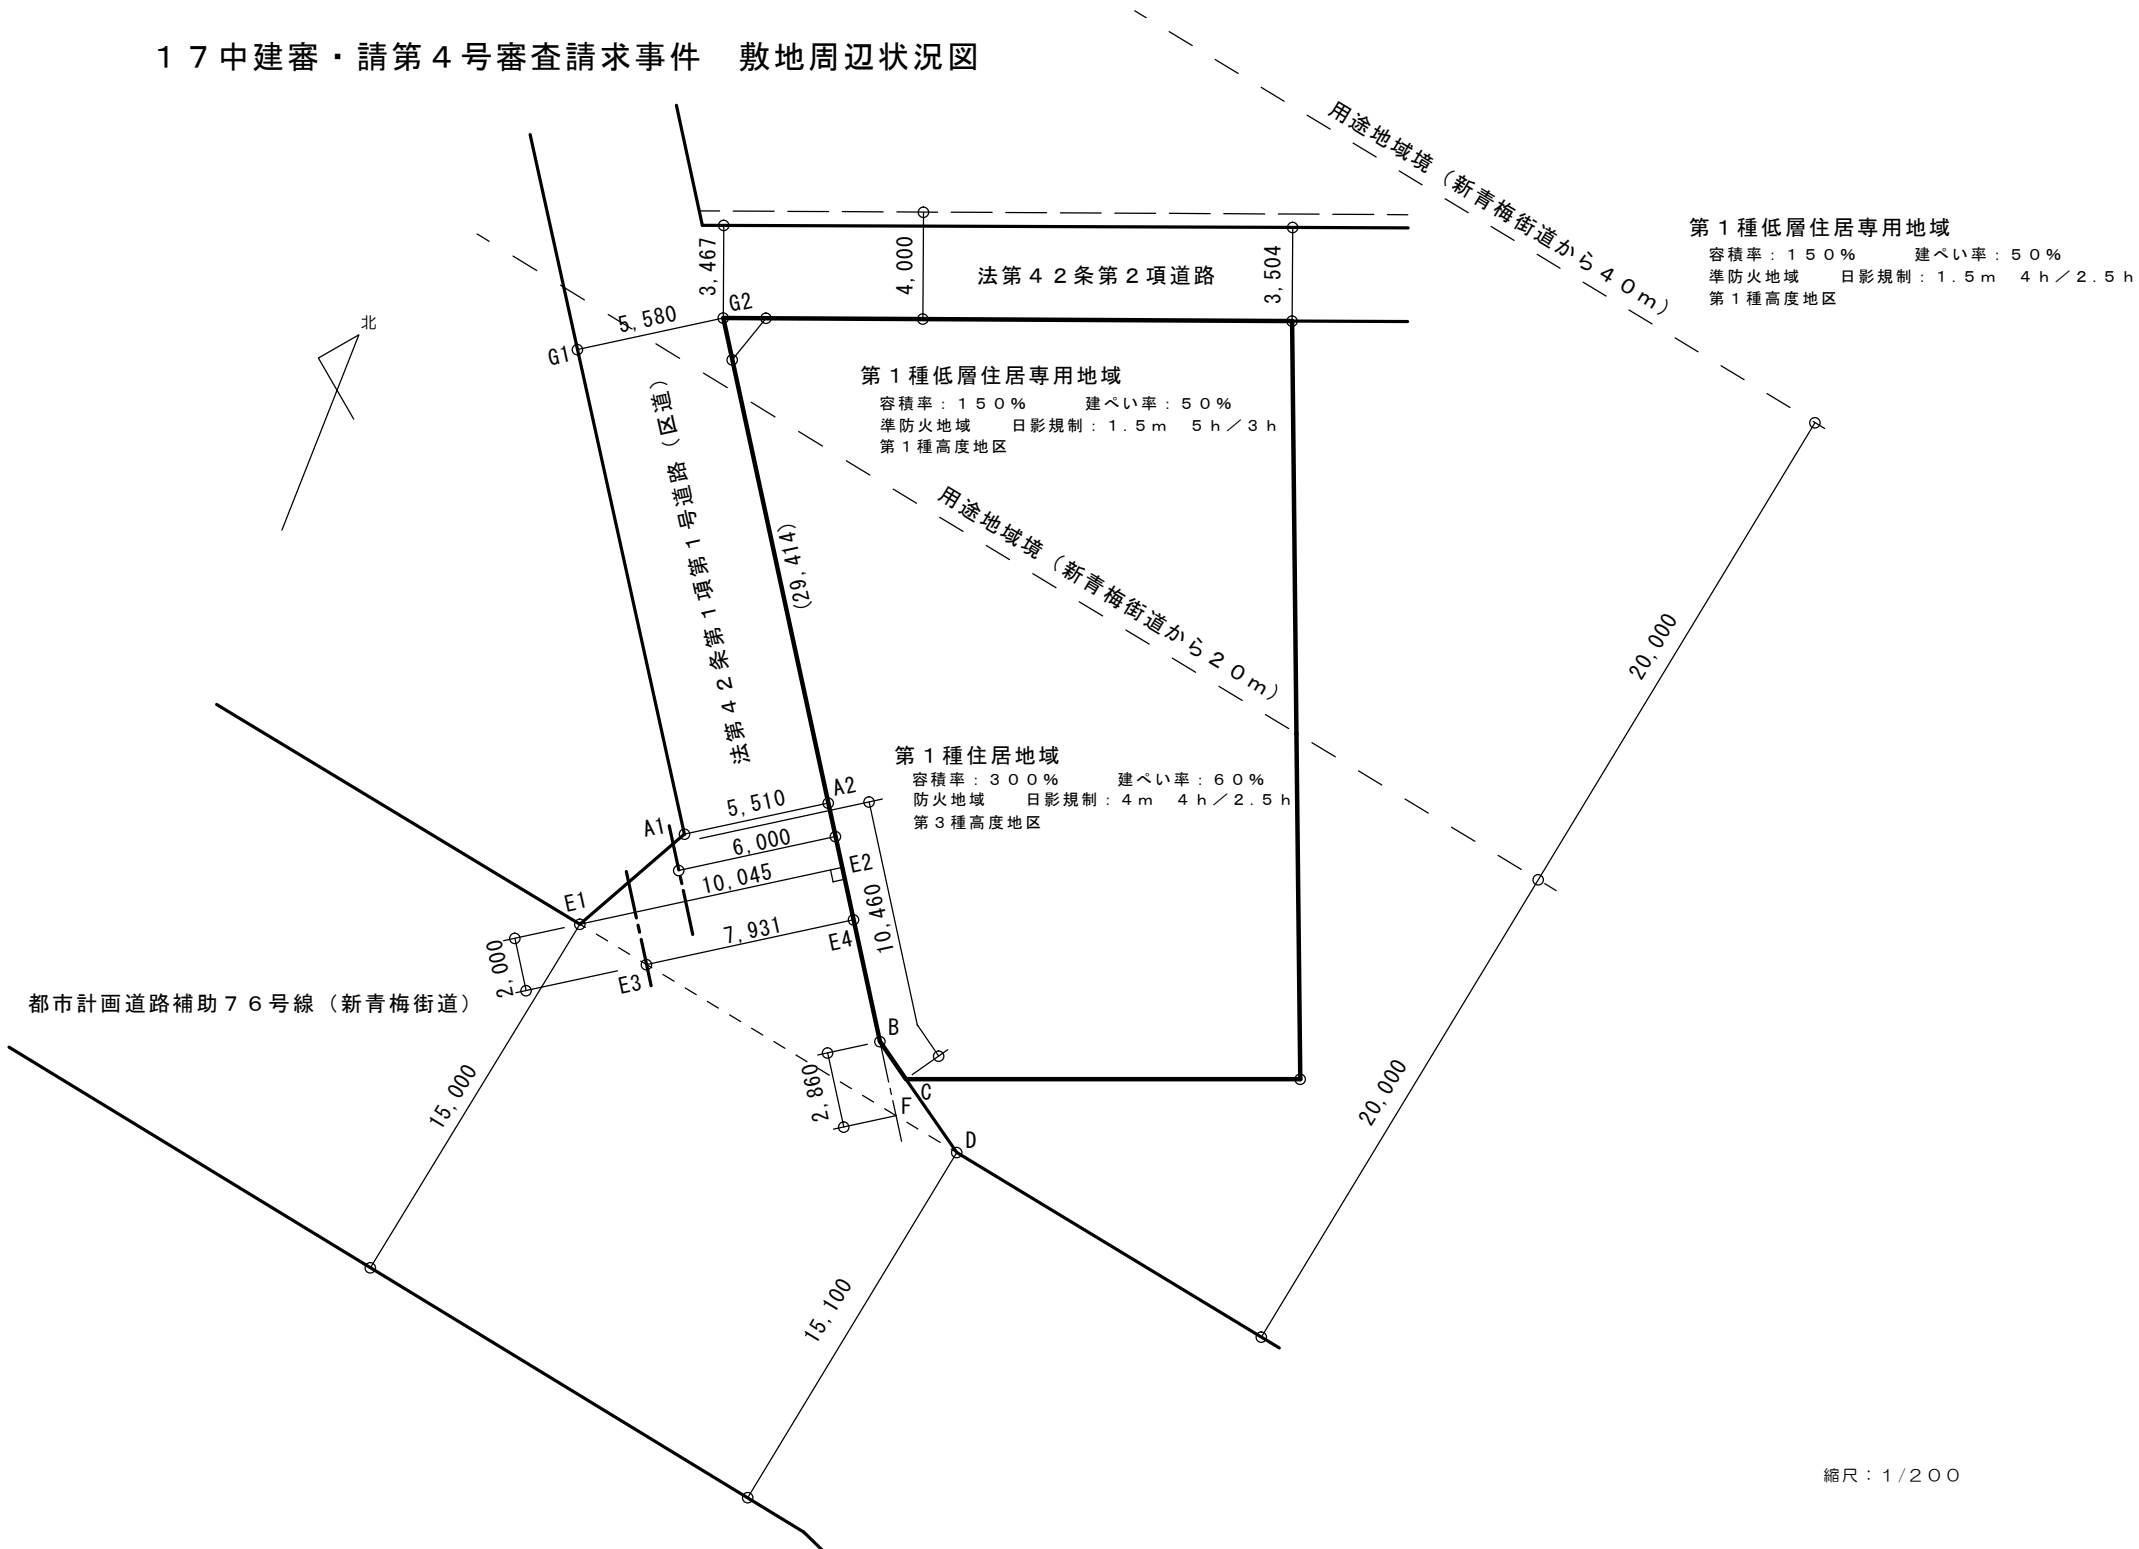 １７中建審・請第４号審査請求事件　敷地周辺状況図
用途地域境（新青梅街道から４０ｍ）
第１種低層住居専用地域
容積率：１５０％　　　建ぺい率：５０％
準防火地域　　日影規制：１.５ｍ　４ｈ／２.５ｈ
第１種高度地区
北
3,467
4,000
法第４２条第２項道路
3,504
G2
5,580
G1
第１種低層住居専用地域
容積率：１５０％　　　建ぺい率：５０％
準防火地域　　日影規制：１.５ｍ　５ｈ／３ｈ
第１種高度地区
法第４２条第１項第１号道路（区道）
(29,414)
用途地域境（新青梅街道から２０ｍ）
20,000
第１種住居地域
容積率：３００％　　　建ぺい率：６０％
防火地域　　日影規制：４ｍ　４ｈ／２.５ｈ
第３種高度地区
A2
5,510
A1
6,000
E2
10,045
10,460
E1
7,931
E4
2,000
E3
都市計画道路補助７６号線（新青梅街道）
B
2,860
C
F
D
15,000
20,000
15,100
縮尺：１/２００